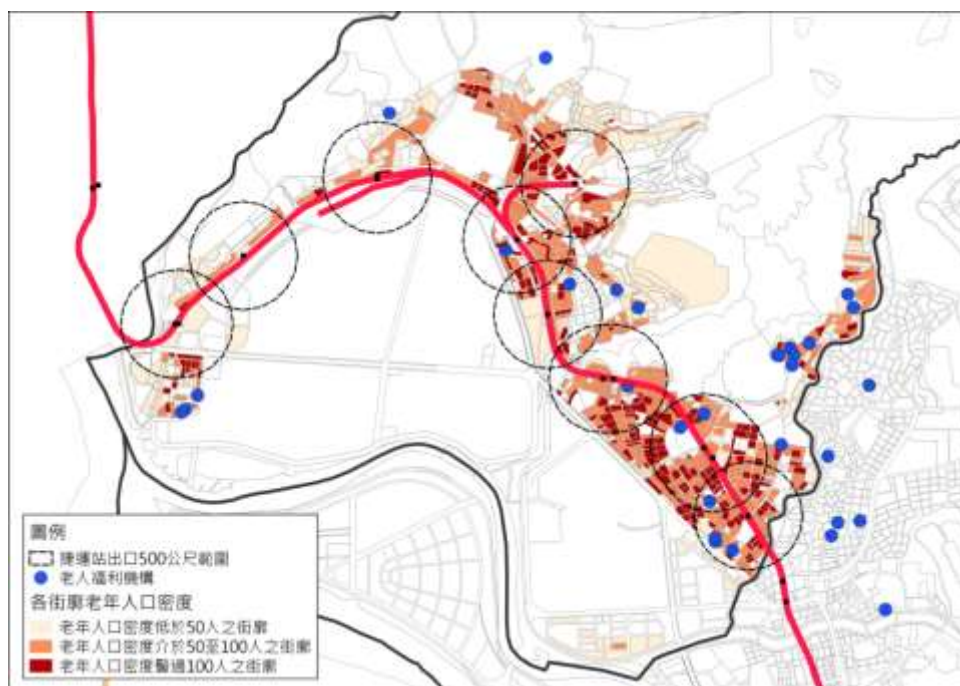 圖例
捷運站出口500公尺範圍
老人福利機構
各街廓老年人口密度
老年人口密度低於50人之街廓
老年人口密度介於50至100人之街廓
老年人口密度超過100人之街廓